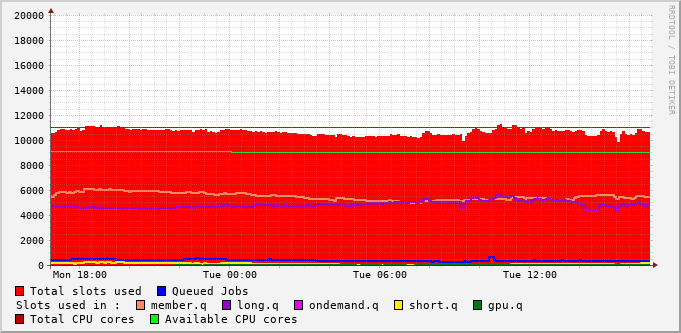 20000
18000
16000
14000
12000
10000
8000
6000
4000
2000
0
Mon 18:00 Tue 00:00 Tue 06:00 Tue 12:00
RRDTOOL / TOBI OETIKER
Total slots used Queued Jobs
Slots used in : member.q long.q ondemand.q short.q gpu.q
Total CPU cores Available CPU cores